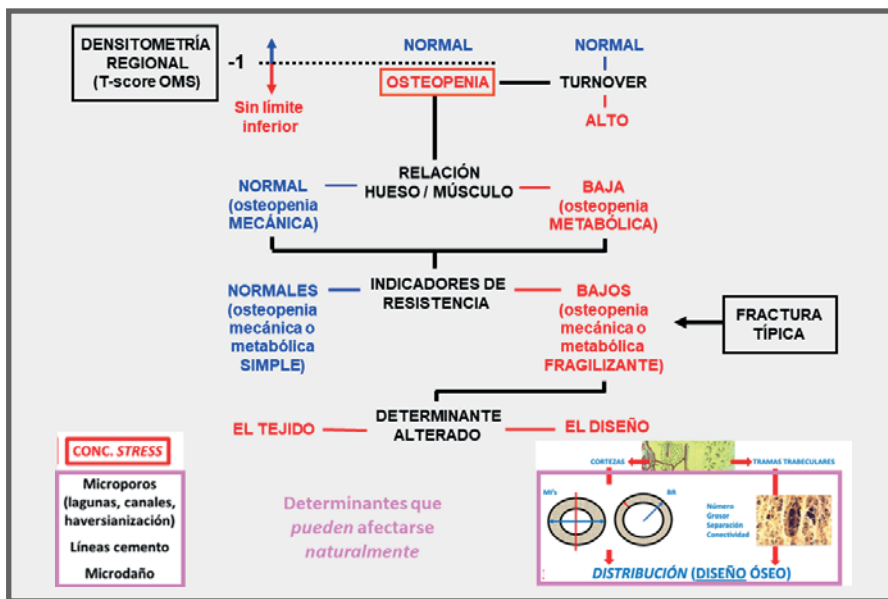 DENSITOMETRÍA
REGIONAL
(T-score OMS)
-1
NORMAL
NORMAL
OSTEOPENIA
TURNOVER
Sin límite
inferior
ALTO
RELACIÓN
HUESO / MÚSCULO
NORMAL
(osteopenia
MECÁNICA)
BAJA
(osteopenia
METABÓLICA)
INDICADORES DE
RESISTENCIA
NORMALES
(osteopenia
mecánica o
metabólica
SIMPLE)
BAJOS
(osteopenia
mecánica o
metabólica
FRAGILIZANTE)
FRACTURA
TÍPICA
EL TEJIDO
DETERMINANTE
ALTERADO
EL DISEÑO
CONC. STRESS
Microporos
(lagunas, canales,
haversianización)
Líneas cemento
Microdaño
Determinantes que
pueden afectarse
naturalmente
CORTEZAS
TRAMAS TRABECULARES
MI's
BR
Número
Grosor
Separación
Conectividad
DISTRIBUCIÓN (DISEÑO ÓSEO)